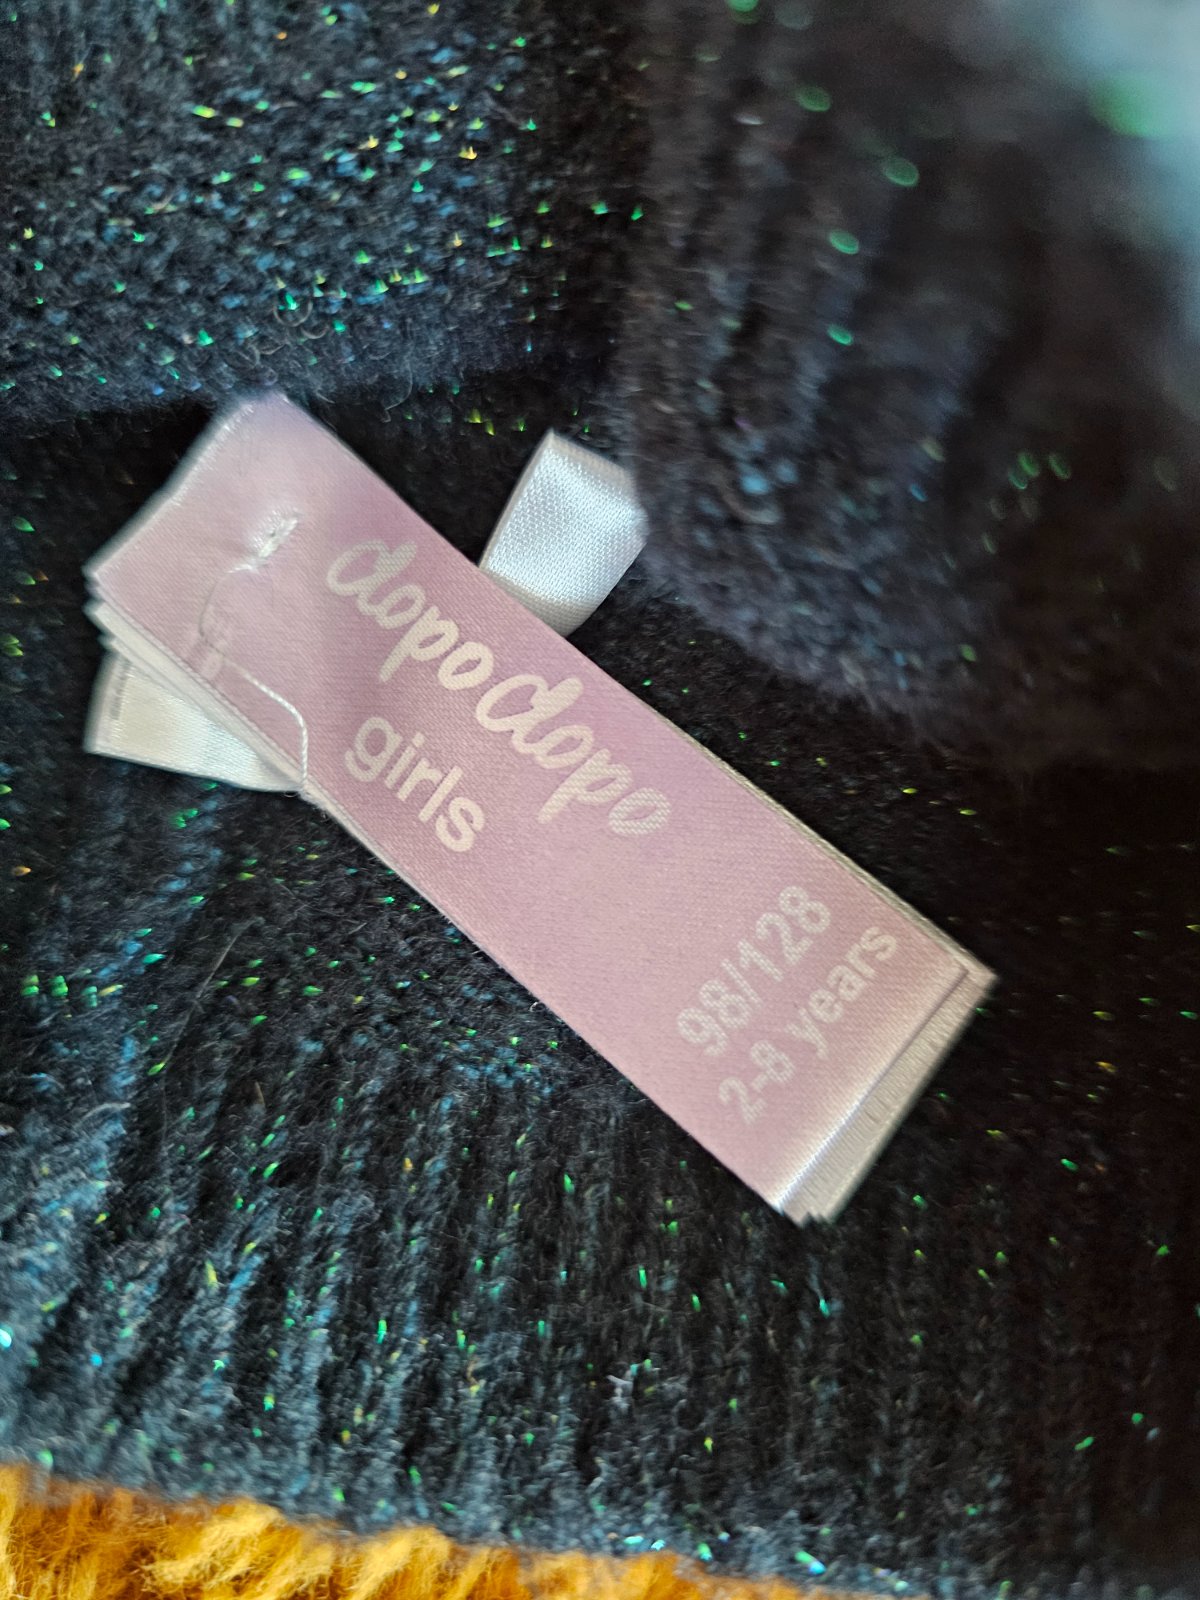 dopodopo
girls
98/128
2-8 years